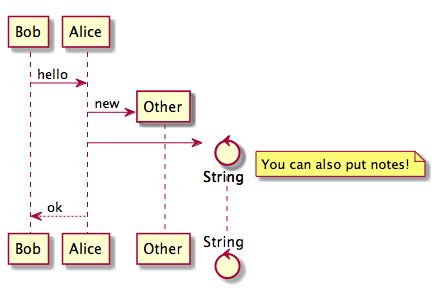 Bob Alice
hello
new Other
You can also put notes!
String
ok
String
Bob Alice Other